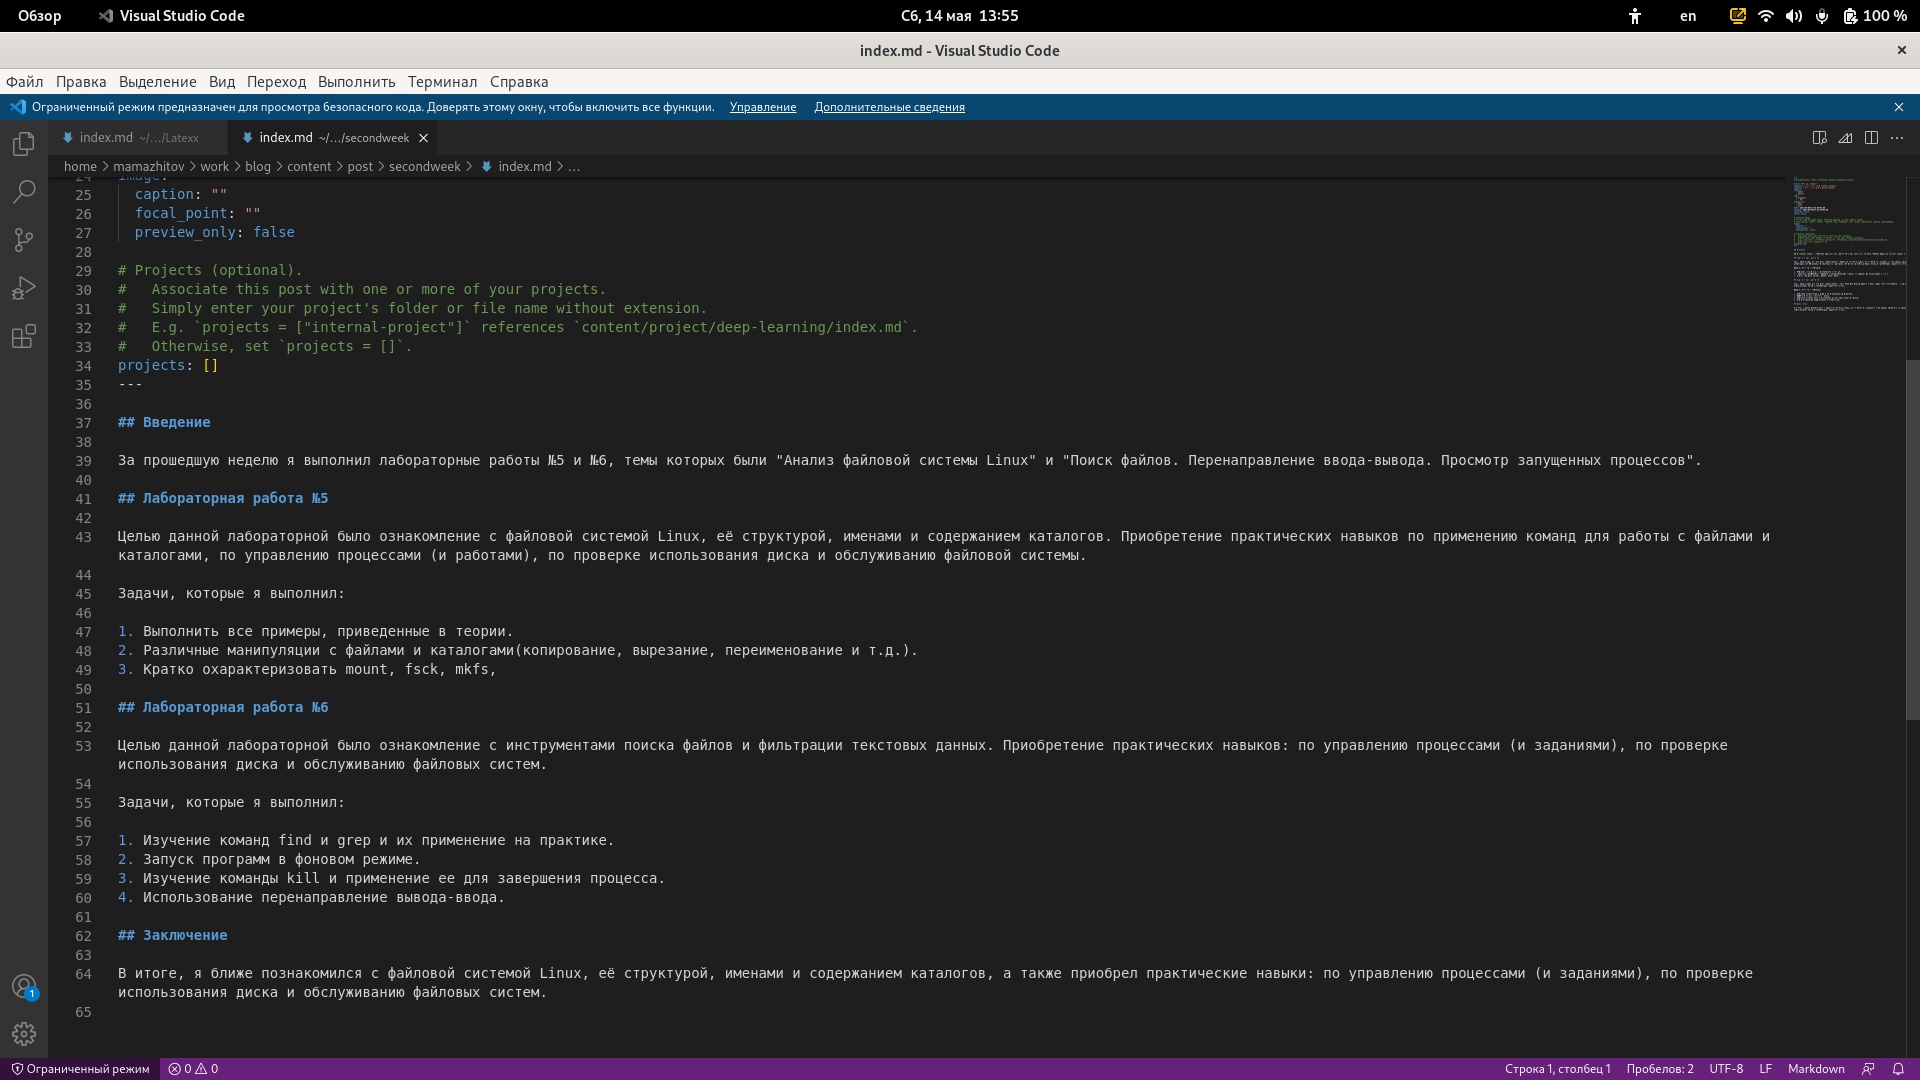 Обзор
Visual Studio Code
Сб, 14 мая 13:55
en
100 %
index.md - Visual Studio Code
Файл Правка Выделение Вид Переход Выполнить Терминал Справка
Ограниченный режим предназначен для просмотра безопасного кода. Доверять этому окну, чтобы включить все функции. Управление Дополнительные сведения
index.md ~/.../Latexx
index.md ~/.../secondweek
home > mamazhitov > work > blog > content > post > secondweek > index.md > ...
24 image:
25 caption: ""
26 focal_point: ""
27 preview_only: false
28
29 # Projects (optional).
30 #   Associate this post with one or more of your projects.
31 #   Simply enter your project's folder or file name without extension.
32 #   E.g. `projects = ["internal-project"]` references `content/project/deep-learning/index.md`.
33 #   Otherwise, set `projects = []`.
34 projects: []
35 ---
36
37 ## Введение
38
39 За прошедшую неделю я выполнил лабораторные работы №5 и №6, темы которых были "Анализ файловой системы Linux" и "Поиск файлов. Перенаправление ввода-вывода. Просмотр запущенных процессов".
40
41 ## Лабораторная работа №5
42
43 Целью данной лабораторной было ознакомление с файловой системой Linux, её структурой, именами и содержанием каталогов. Приобретение практических навыков по применению команд для работы с файлами и
каталогами, по управлению процессами (и работами), по проверке использования диска и обслуживанию файловой системы.
44
45 Задачи, которые я выполнил:
46
47 1. Выполнить все примеры, приведенные в теории.
48 2. Различные манипуляции с файлами и каталогами(копирование, вырезание, переименование и т.д.).
49 3. Кратко охарактеризовать mount, fsck, mkfs,
50
51 ## Лабораторная работа №6
52
53 Целью данной лабораторной было ознакомление с инструментами поиска файлов и фильтрации текстовых данных. Приобретение практических навыков: по управлению процессами (и заданиями), по проверке
использования диска и обслуживанию файловых систем.
54
55 Задачи, которые я выполнил:
56
57 1. Изучение команд find и grep и их применение на практике.
58 2. Запуск программ в фоновом режиме.
59 3. Изучение команды kill и применение ее для завершения процесса.
60 4. Использование перенаправление вывода-ввода.
61
62 ## Заключение
63
64 В итоге, я ближе познакомился с файловой системой Linux, её структурой, именами и содержанием каталогов, а также приобрел практические навыки: по управлению процессами (и заданиями), по проверке
использования диска и обслуживанию файловых систем.
65
1
Ограниченный режим 0 0
Строка 1, столбец 1 Пробелов: 2 UTF-8 LF Markdown